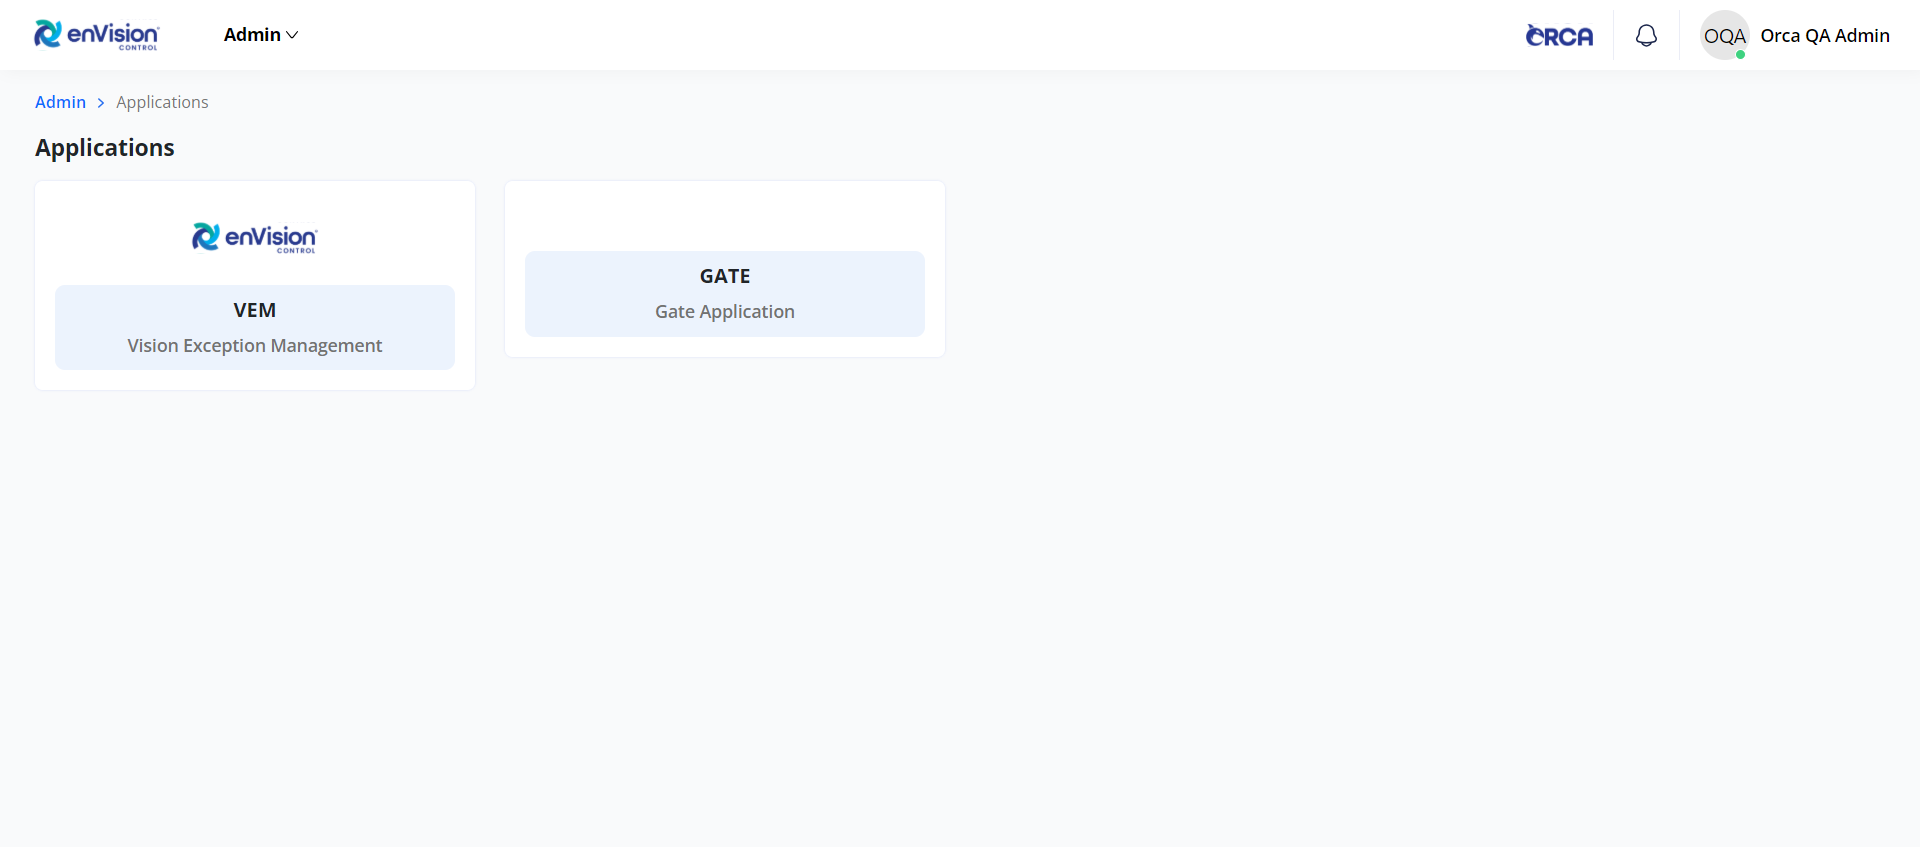 enVision
CONTROL
Admin
ORCA
OQA
Orca QA Admin
Admin > Applications
Applications
enVision
CONTROL
VEM
Vision Exception Management
GATE
Gate Application